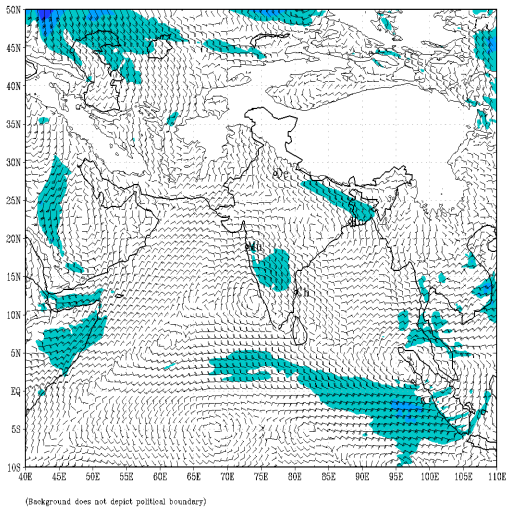 50N
45N
40N
35N
30N
25N
20N
15N
10N
5N
EQ
5S
10S
40E 45E 50E 55E 60E 65E 70E 75E 80E 85E 90E 95E 100E 105E 110E
(Background does not depict political boundary)